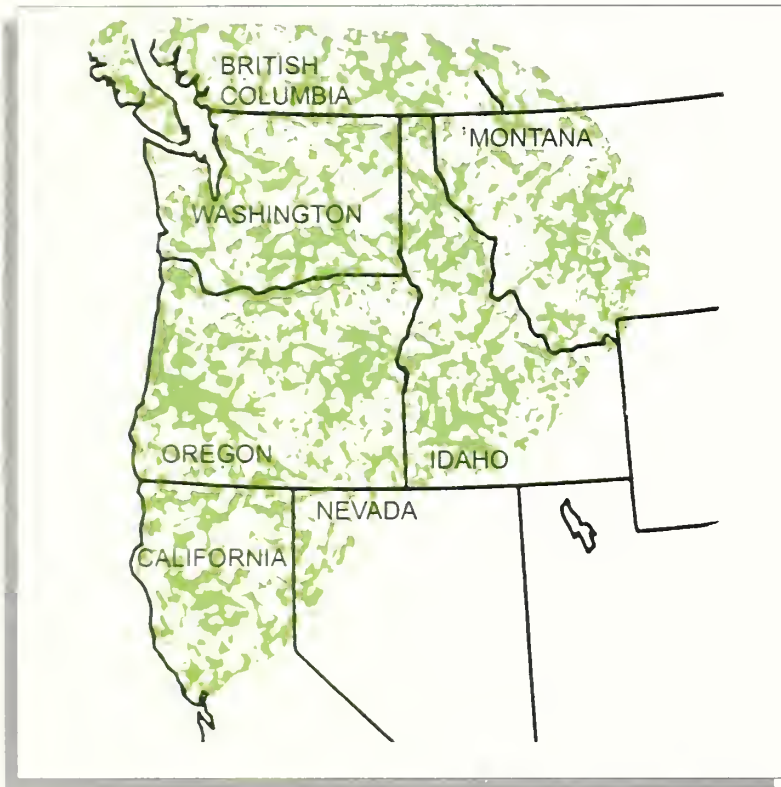 BRITISH
COLUMBIA
MONTANA
WASHINGTON
OREGON
IDAHO
NEVADA
CALIFORNIA